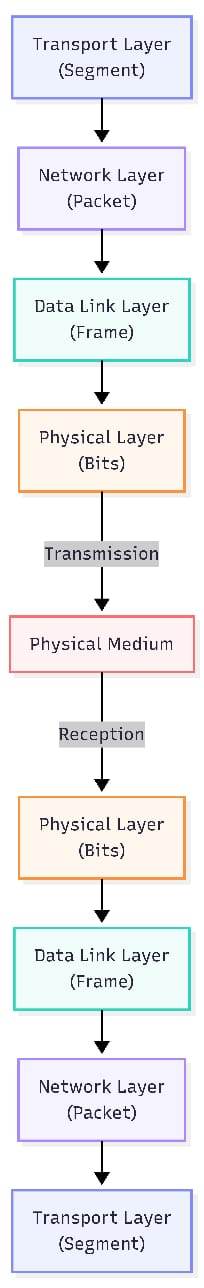 Transport Layer
(Segment)
Network Layer
(Packet)
Data Link Layer
(Frame)
Physical Layer
(Bits)
Transmission
Physical Medium
Reception
Physical Layer
(Bits)
Data Link Layer
(Frame)
Network Layer
(Packet)
Transport Layer
(Segment)